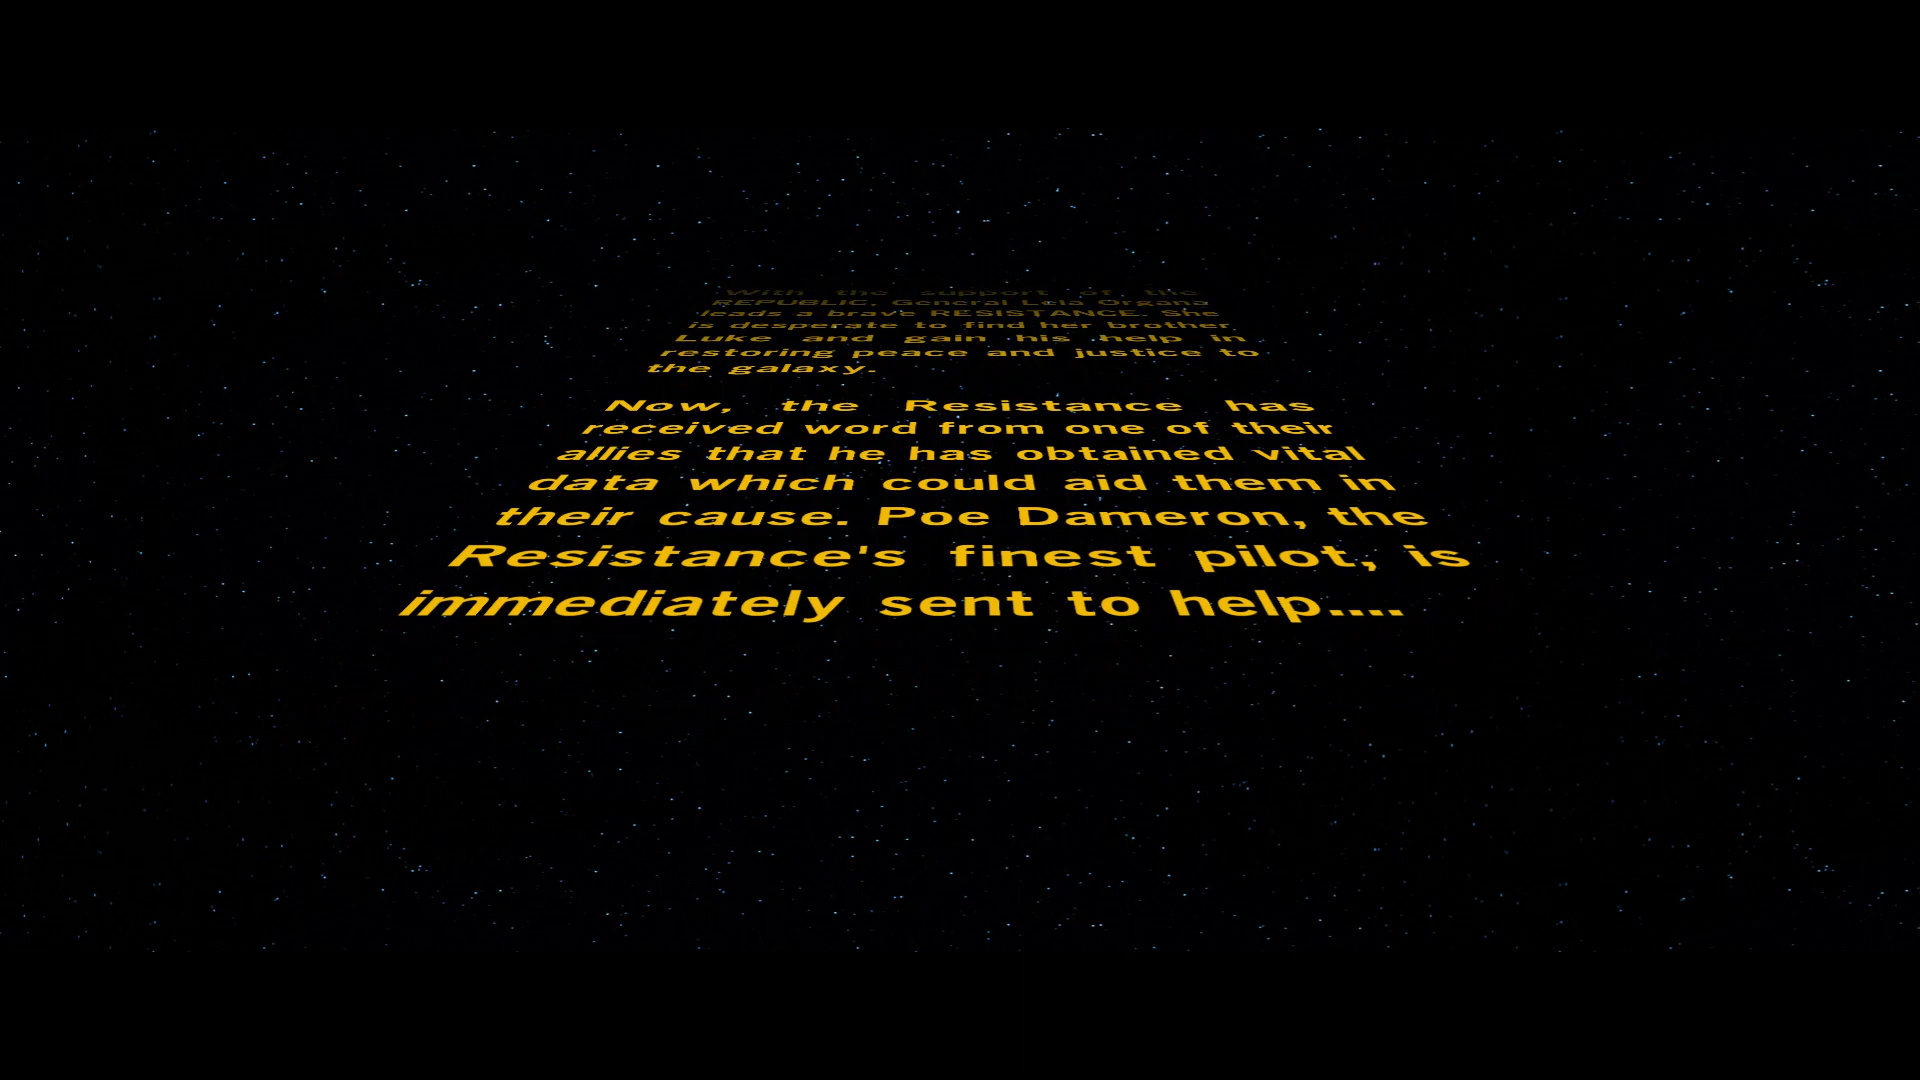 With the support of the
REPUBLIC, General Leia Organa
leads a brave RESISTANCE. She
is desperate to find her brother
Luke and gain his help in
restoring peace and justice to
the galaxy.
Now, the Resistance has
received word from one of their
allies that he has obtained vital
data which could aid them in
their cause. Poe Dameron, the
Resistance's finest pilot, is
immediately sent to help....